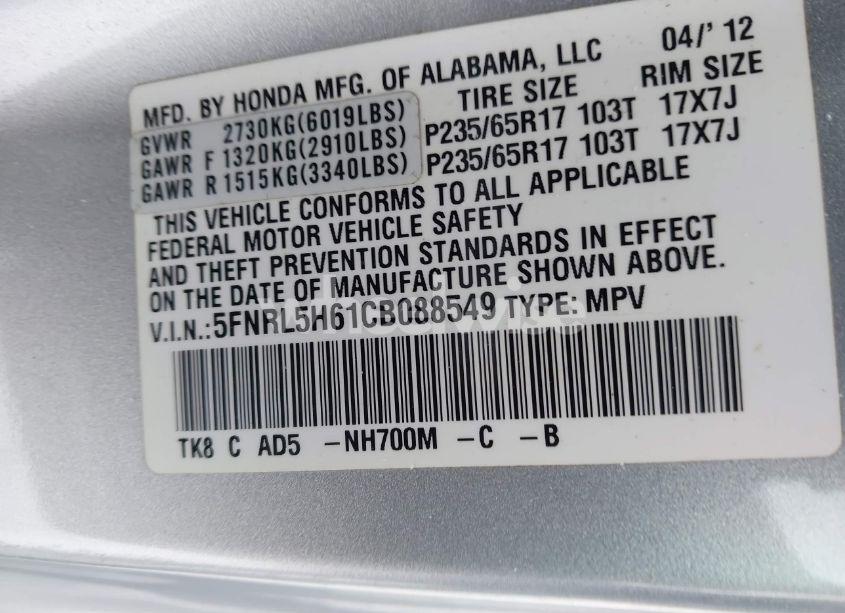 MFD. BY HONDA MFG. OF ALABAMA, LLC 04/' 12
GVWR 2730KG(6019LBS) TIRE SIZE RIM SIZE
GAWR F 1320KG(2910LBS) P235/65R17 103T 17X7J
GAWR R 1515KG(3340LBS) P235/65R17 103T 17X7J
THIS VEHICLE CONFORMS TO ALL APPLICABLE
FEDERAL MOTOR VEHICLE SAFETY
AND THEFT PREVENTION STANDARDS IN EFFECT
ON THE DATE OF MANUFACTURE SHOWN ABOVE.
V.I.N.:5FNRL5H61CB088549 TYPE: MPV
TK8 C AD5 -NH700M -C -B